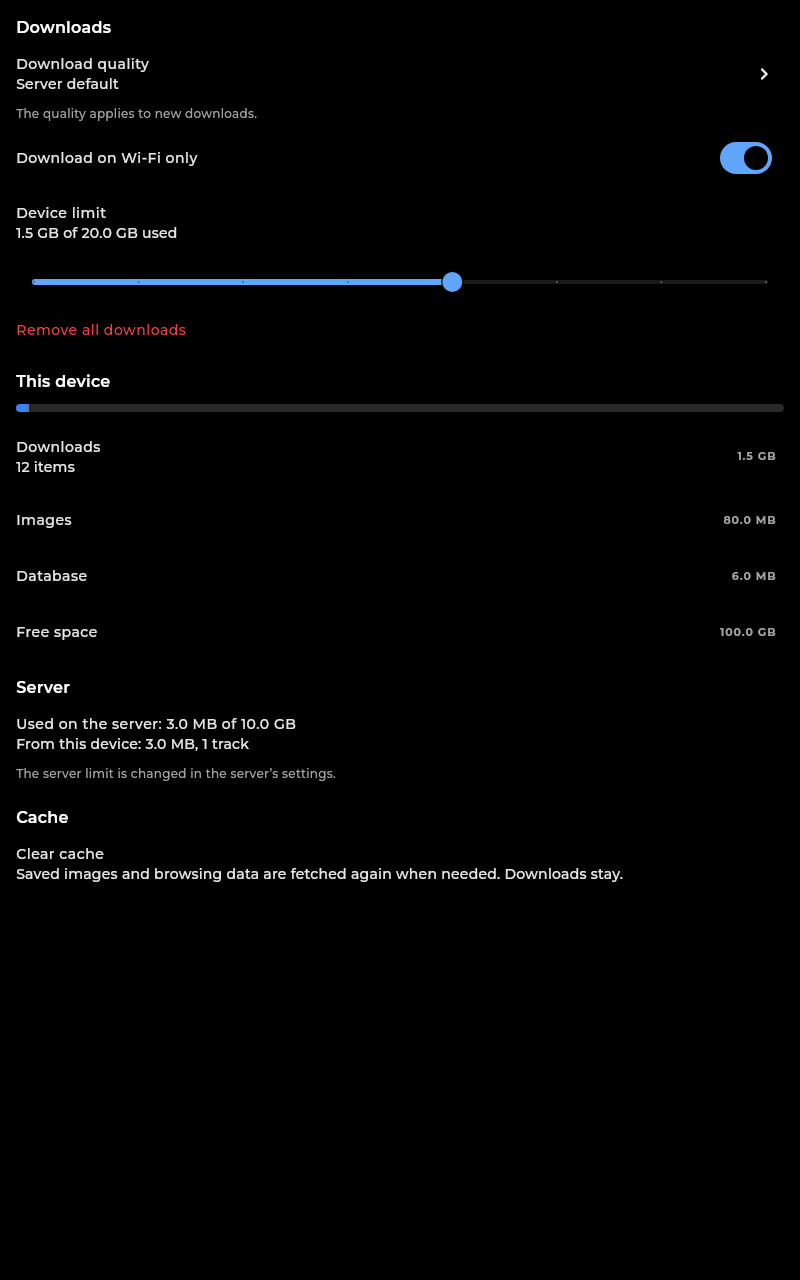 Downloads
Download quality
Server default
The quality applies to new downloads.
Download on Wi-Fi only
Device limit
1.5 GB of 20.0 GB used
Remove all downloads
This device
Downloads
12 items
1.5 GB
Images
80.0 MB
Database
6.0 MB
Free space
100.0 GB
Server
Used on the server: 3.0 MB of 10.0 GB
From this device: 3.0 MB, 1 track
The server limit is changed in the server’s settings.
Cache
Clear cache
Saved images and browsing data are fetched again when needed. Downloads stay.